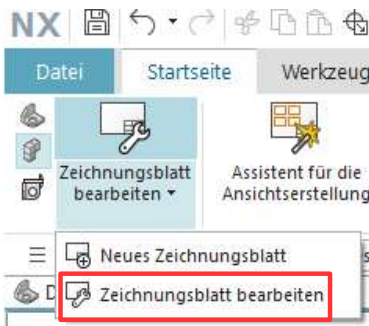 NX
Datei Startseite Werkzeug
Zeichnungsblatt
bearbeiten
Assistent für die
Ansichtserstellung
Neues Zeichnungsblatt
Zeichnungsblatt bearbeiten